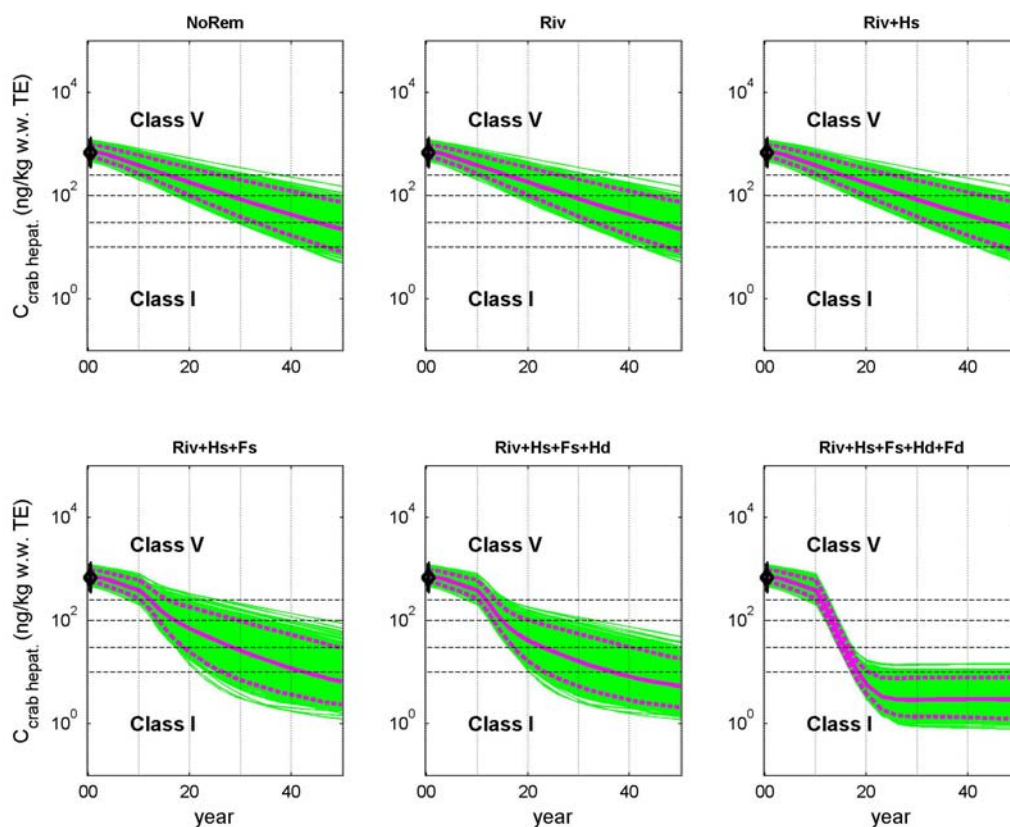 NoRem
Riv
Riv+Hs
C crab hepat. (ng/kg w.w. TE)
10^4
10^2
10^0
Class V
Class I
00
20
40
10^4
10^2
10^0
Class V
Class I
00
20
40
10^4
10^2
10^0
Class V
Class I
00
20
40
Riv+Hs+Fs
Riv+Hs+Fs+Hd
Riv+Hs+Fs+Hd+Fd
C crab hepat. (ng/kg w.w. TE)
10^4
10^2
10^0
Class V
Class I
00
20
40
year
10^4
10^2
10^0
Class V
Class I
00
20
40
year
10^4
10^2
10^0
Class V
Class I
00
20
40
year